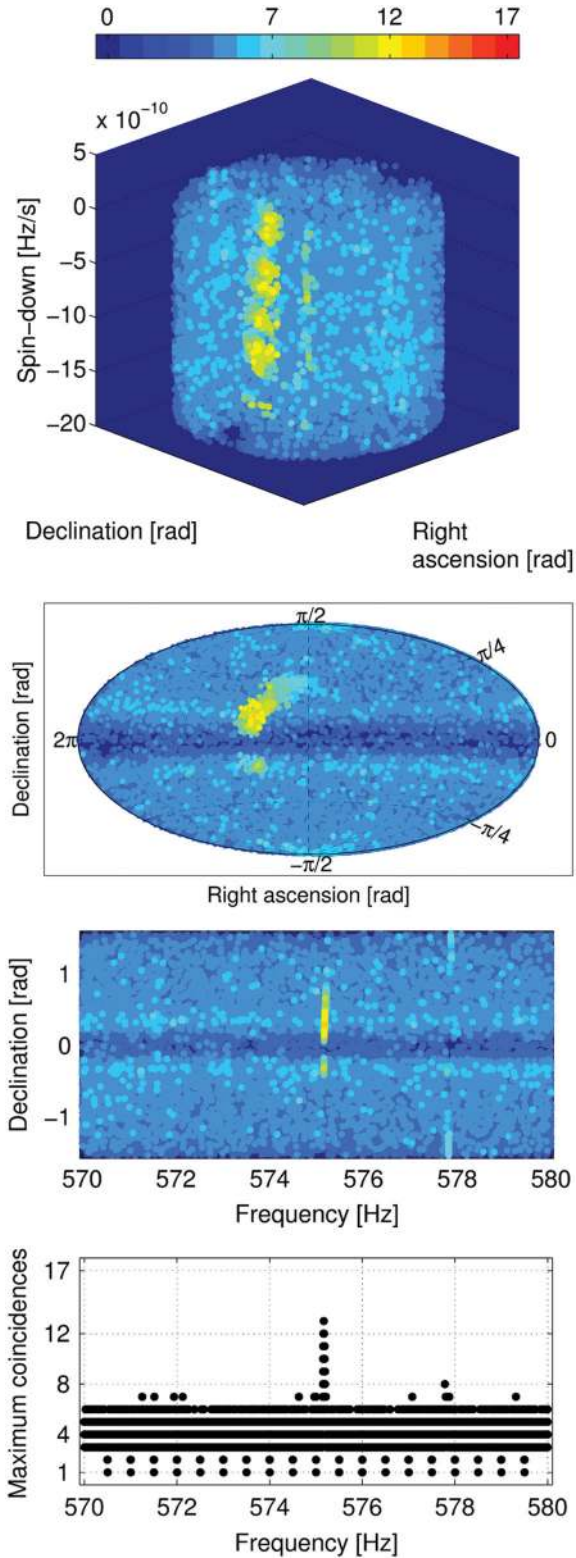 0 7 12 17
x 10⁻¹⁰
5
0
−5
−10
−15
−20
Spin−down [Hz/s]
Declination [rad]
Right
ascension [rad]
π/2
π/4
2π
0
−π/4
−π/2
Declination [rad]
Right ascension [rad]
1
0
−1
Declination [rad]
570 572 574 576 578 580
Frequency [Hz]
17
12
8
4
1
Maximum coincidences
570 572 574 576 578 580
Frequency [Hz]